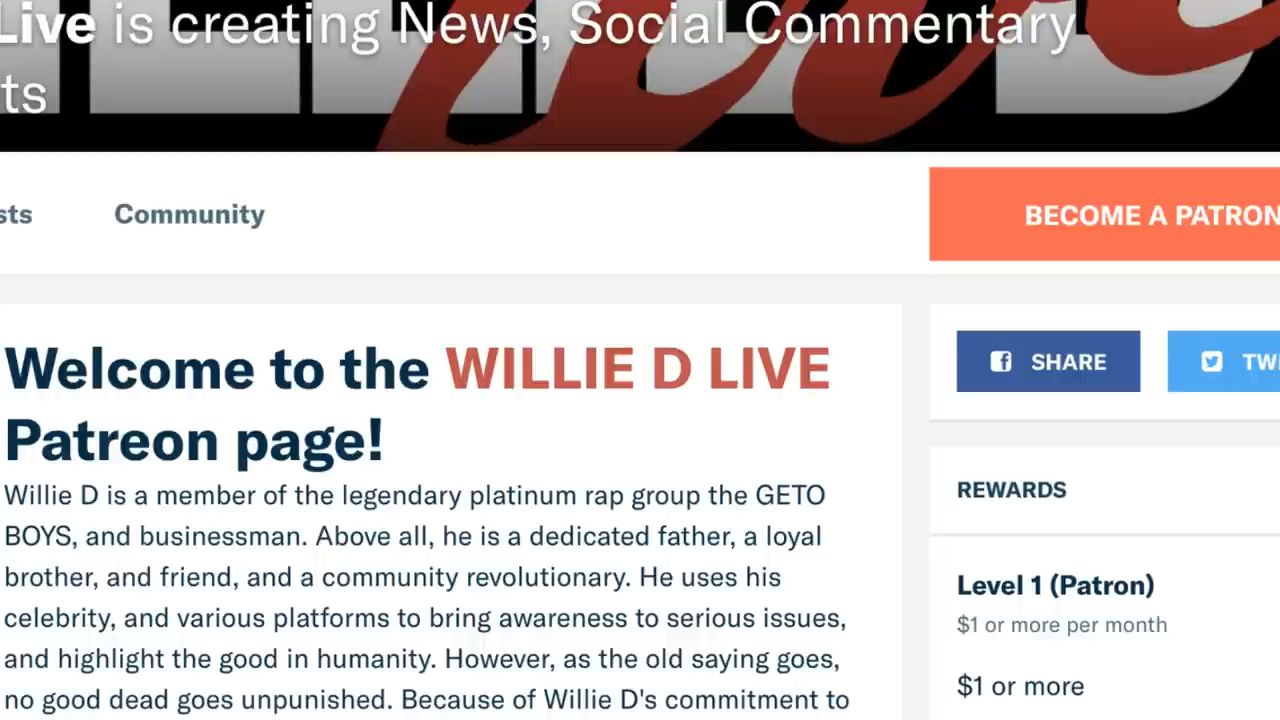 Live is creating News, Social Commentary
ts
sts
Community
BECOME A PATRON
Welcome to the WILLIE D LIVE
Patreon page!
Willie D is a member of the legendary platinum rap group the GETO
BOYS, and businessman. Above all, he is a dedicated father, a loyal
brother, and friend, and a community revolutionary. He uses his
celebrity, and various platforms to bring awareness to serious issues,
and highlight the good in humanity. However, as the old saying goes,
no good dead goes unpunished. Because of Willie D's commitment to
SHARE
TW
REWARDS
Level 1 (Patron)
$1 or more per month
$1 or more